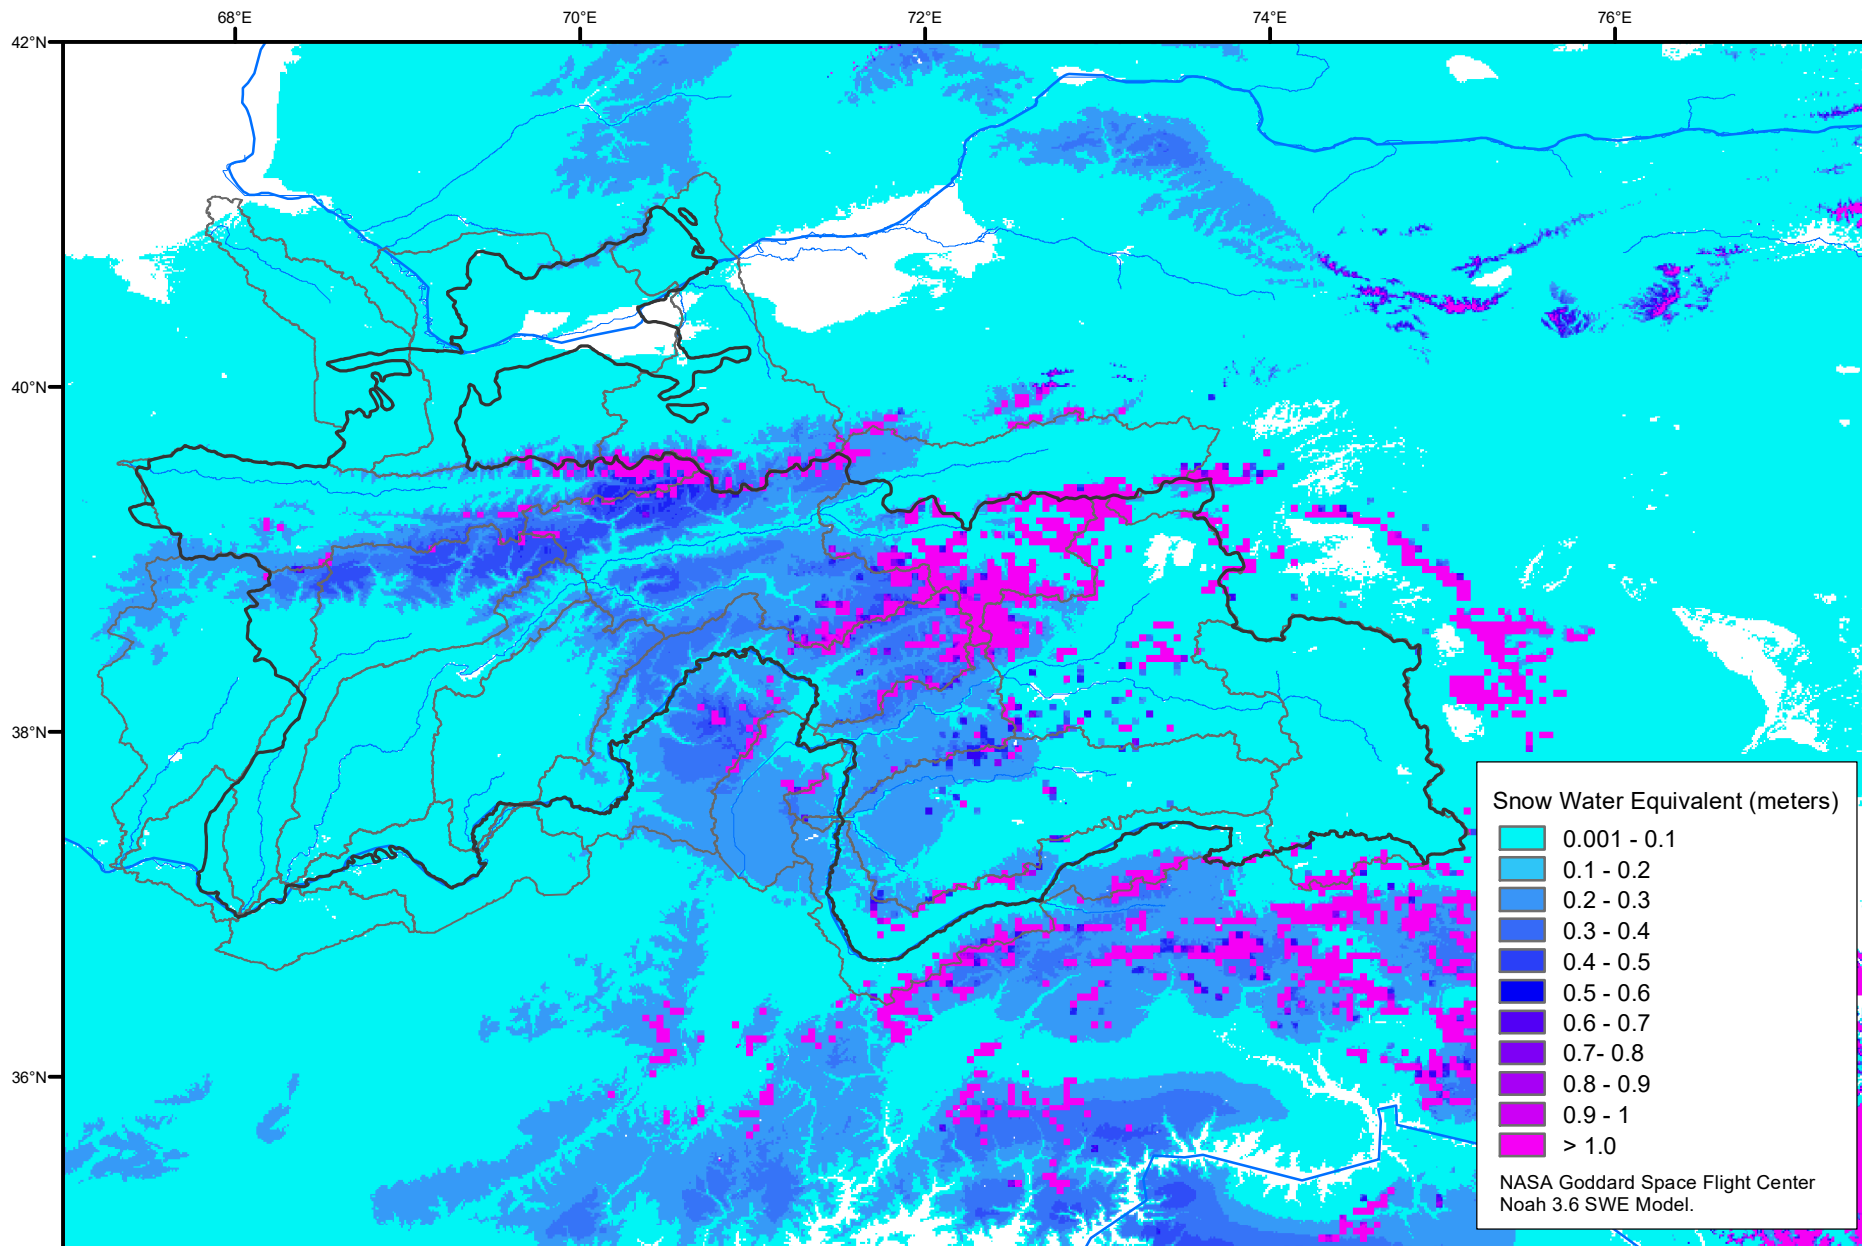 68°E
70°E
72°E
74°E
76°E
42°N
40°N
38°N
36°N
Snow Water Equivalent (meters)
0.001 - 0.1
0.1 - 0.2
0.2 - 0.3
0.3 - 0.4
0.4 - 0.5
0.5 - 0.6
0.6 - 0.7
0.7- 0.8
0.8 - 0.9
0.9 - 1
> 1.0
NASA Goddard Space Flight Center
Noah 3.6 SWE Model.